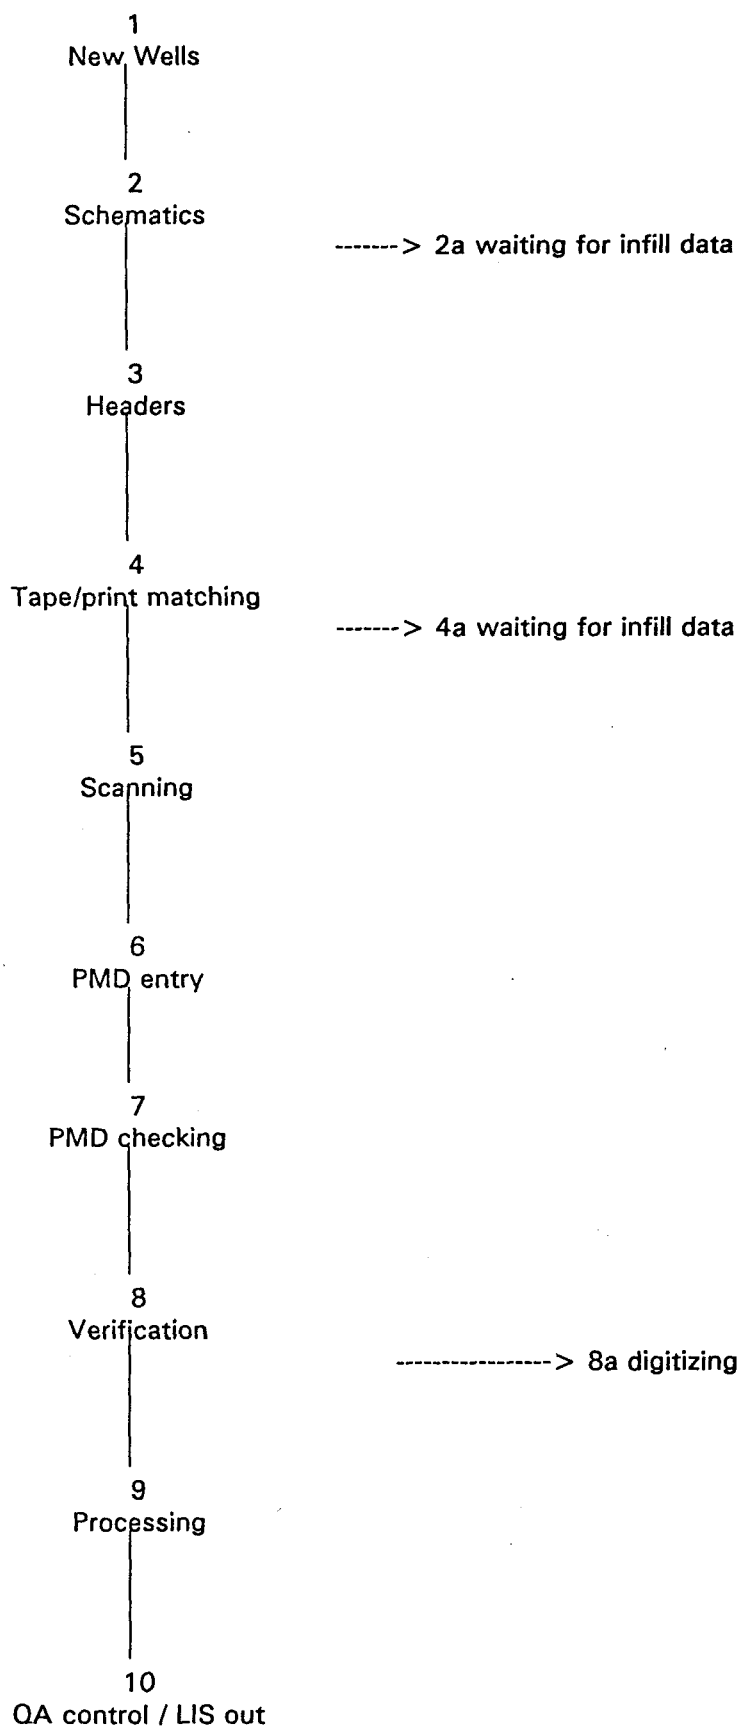 1
New Wells
2
Schematics
-------> 2a waiting for infill data
3
Headers
4
Tape/print matching
-------> 4a waiting for infill data
5
Scanning
6
PMD entry
7
PMD checking
8
Verification
-----------------> 8a digitizing
9
Processing
10
QA control / LIS out